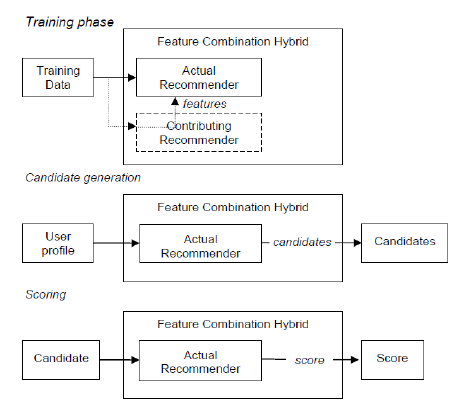 Training phase
Feature Combination Hybrid
Training
Data
Actual
Recommender
features
Contributing
Recommender
Candidate generation
Feature Combination Hybrid
User
profile
Actual
Recommender
candidates
Candidates
Scoring
Feature Combination Hybrid
Candidate
Actual
Recommender
score
Score